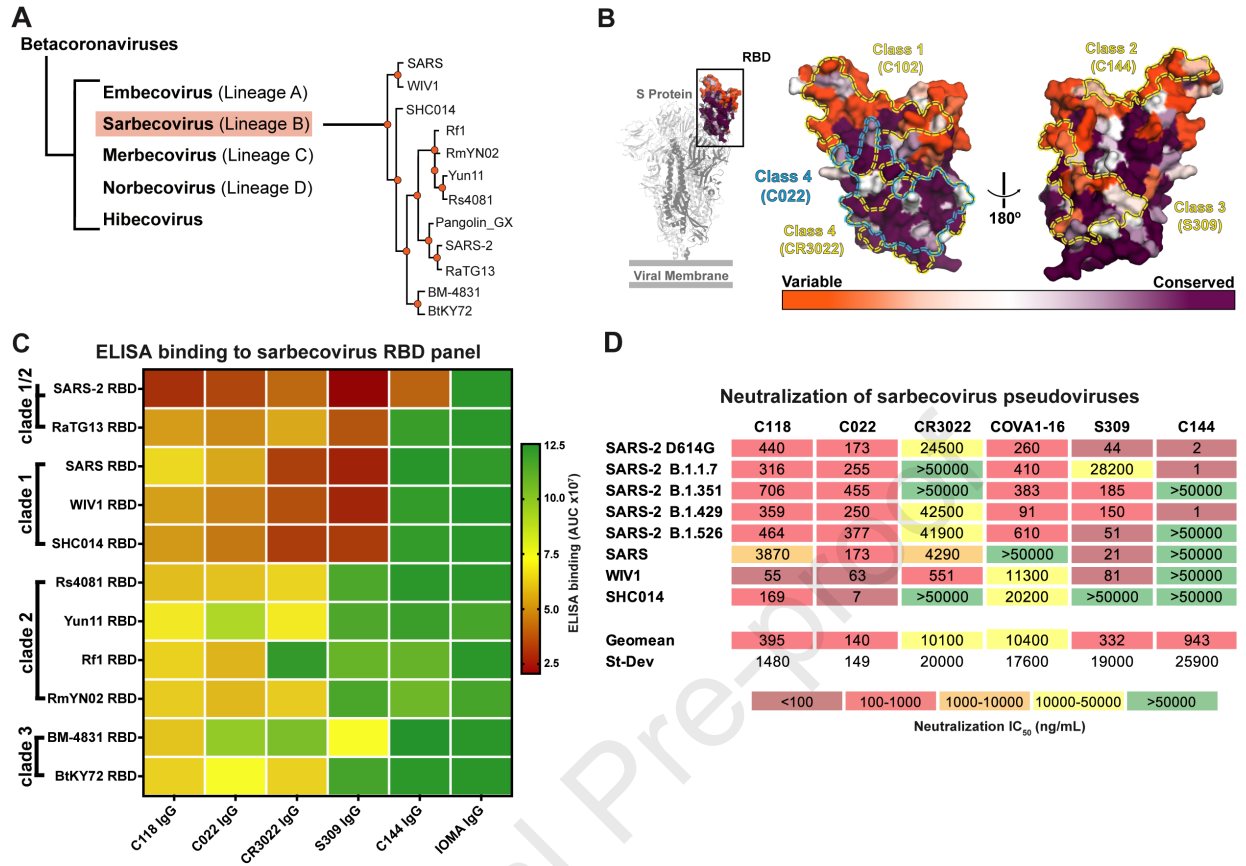 A
Betacoronaviruses
Embecovirus (Lineage A)
Sarbecovirus (Lineage B)
Merbecovirus (Lineage C)
Norbecovirus (Lineage D)
Hibecovirus
SARS
WIV1
SHC014
Rf1
RmYN02
Yun11
Rs4081
Pangolin_GX
SARS-2
RaTG13
BM-4831
BtKY72
B
RBD
S Protein
Viral Membrane
Class 1
(C102)
Class 2
(C144)
Class 4
(C022)
Class 4
(CR3022)
Class 3
(S309)
180º
Variable
Conserved
C
ELISA binding to sarbecovirus RBD panel
clade 1/2
SARS-2 RBD
RaTG13 RBD
clade 1
SARS RBD
WIV1 RBD
SHC014 RBD
clade 2
Rs4081 RBD
Yun11 RBD
Rf1 RBD
RmYN02 RBD
clade 3
BM-4831 RBD
BtKY72 RBD
C118 IgG
C022 IgG
CR3022 IgG
S309 IgG
C144 IgG
IOMA IgG
12.5
10.0
7.5
5.0
2.5
ELISA binding (AUC x10⁷)
D
Neutralization of sarbecovirus pseudoviruses
C118 C022 CR3022 COVA1-16 S309 C144
SARS-2 D614G 440 173 24500 260 44 2
SARS-2 B.1.1.7 316 255 >50000 410 28200 1
SARS-2 B.1.351 706 455 >50000 383 185 >50000
SARS-2 B.1.429 359 250 42500 91 150 1
SARS-2 B.1.526 464 377 41900 610 51 >50000
SARS 3870 173 4290 >50000 21 >50000
WIV1 55 63 551 11300 81 >50000
SHC014 169 7 >50000 20200 >50000 >50000
Geomean 395 140 10100 10400 332 943
St-Dev 1480 149 20000 17600 19000 25900
<100 100-1000 1000-10000 10000-50000 >50000
Neutralization IC₅₀ (ng/mL)
Pre-proof